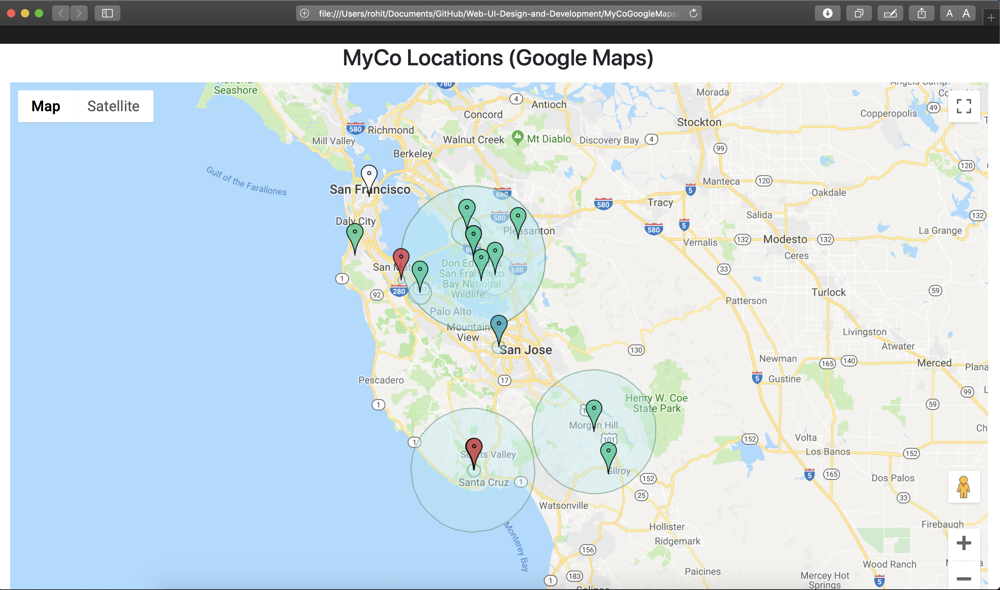 file:///Users/rohit/Documents/GitHub/Web-UI-Design-and-Development/MyCoGoogleMaps/
A A
MyCo Locations (Google Maps)
Map Satellite
National
Seashore
780
4
Antioch
Morada
Angels Camp
49
Concord
Copperopolis
Stockton
580
Richmond
Mill Valley
Walnut Creek
Mt Diablo
Discovery Bay
4
99
Berkeley
120
Gulf of the Farallones
San Francisco
680
5
Manteca
120
Oakdale
580
Tracy
580
132
Salida
Daly City
Pleasanton
580
5
La Grange
Vernalis
132
Modesto
132
Ceres
San Mateo
Don Edwards
San Francisco
Bay National
Wildlife...
680
33
1
92
280
101
Turlock
59
Patterson
Palo Alto
Mountain
View
Livingston
San Jose
130
Atwater
Newman
165
140
Merced
Plana
5
Gustine
Pescadero
17
99
L
1
Henry W. Coe
State Park
59
101
Morgan Hill
Ch
1
101
152
Volta
Scotts Valley
Los Banos
152
Gilroy
152
5
165
Dos Palos
Santa Cruz
1
25
33
Watsonville
Monterey Bay
Hollister
Firebaugh
Ridgemark
156
Wood Ranch
183
Paicines
Mercey Hot
Springs
5
1
Salinas